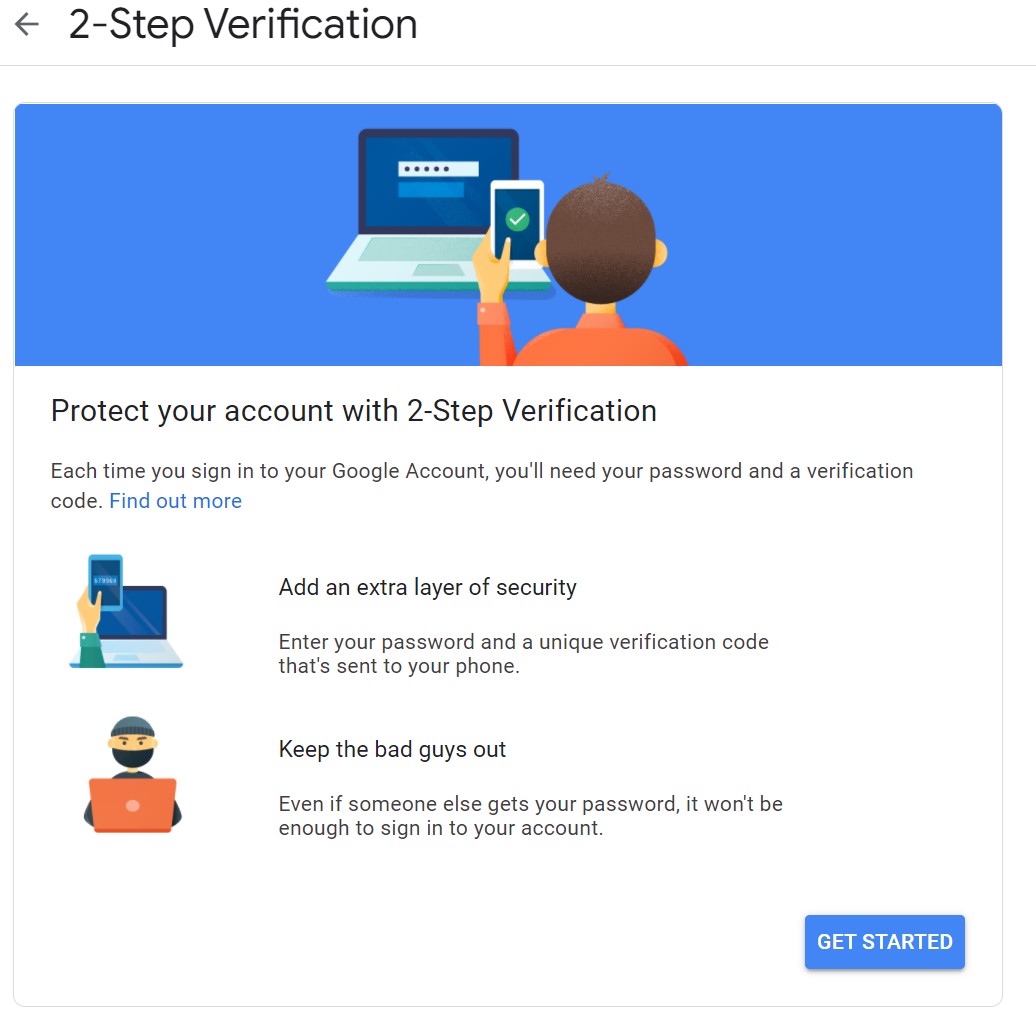 2-Step Verification
Protect your account with 2-Step Verification
Each time you sign in to your Google Account, you'll need your password and a verification
code. Find out more
Add an extra layer of security
Enter your password and a unique verification code
that's sent to your phone.
Keep the bad guys out
Even if someone else gets your password, it won't be
enough to sign in to your account.
GET STARTED